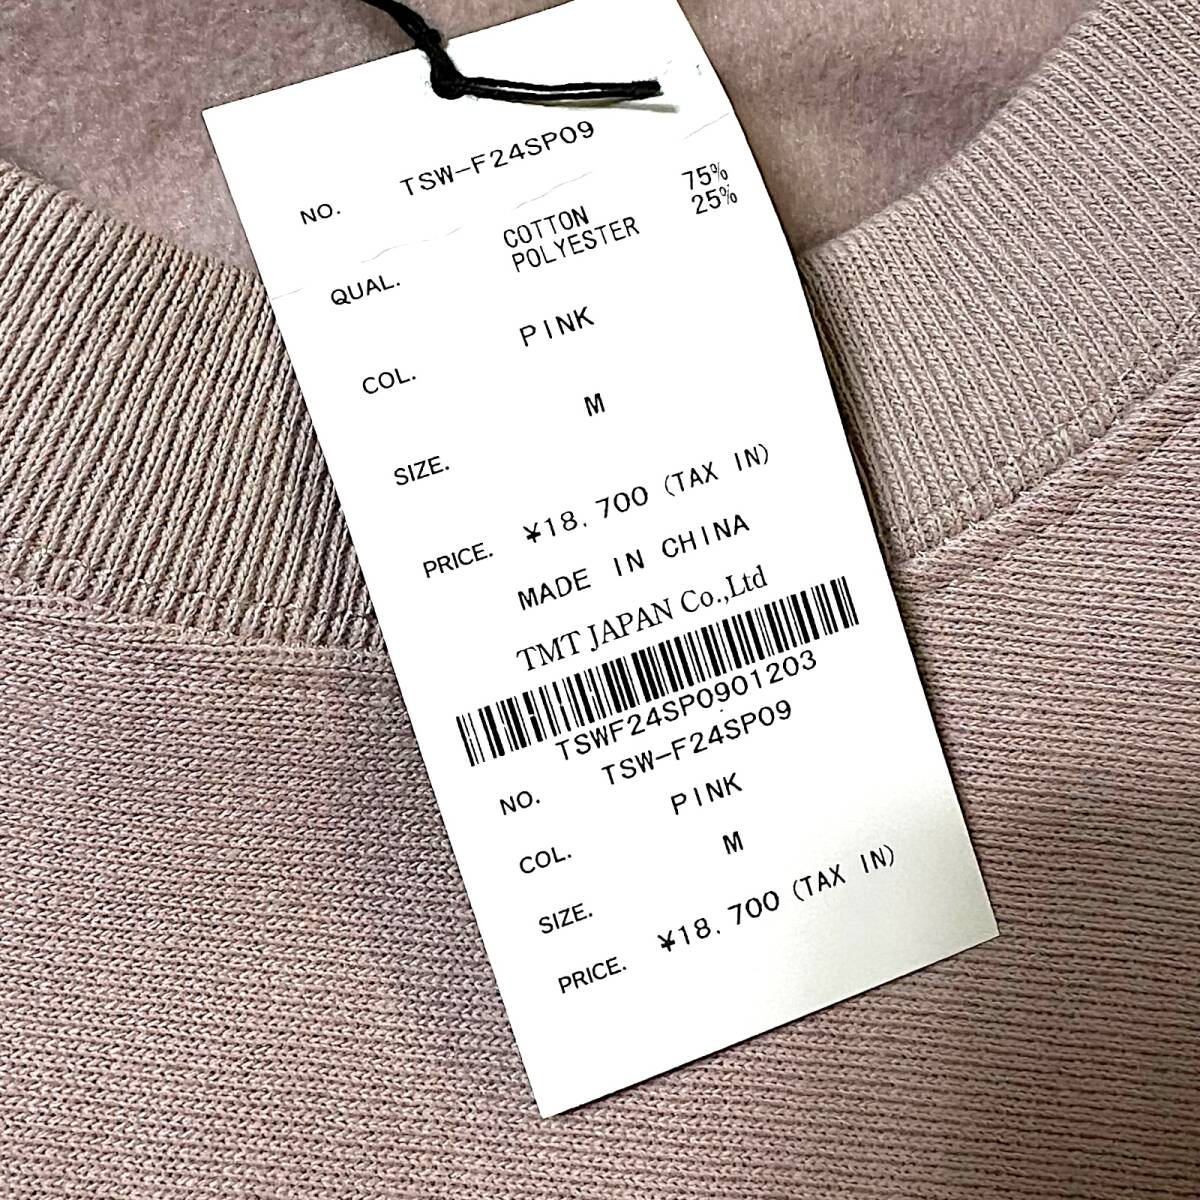 NO. TSW-F24SP09
QUAL. COTTON 75%
POLYESTER 25%
COL. PINK
SIZE. M
PRICE. ¥18,700 (TAX IN)
MADE IN CHINA
TMT JAPAN Co.,Ltd
TSWF24SP0901203
NO. TSW-F24SP09
COL. PINK
SIZE. M
PRICE. ¥18,700 (TAX IN)